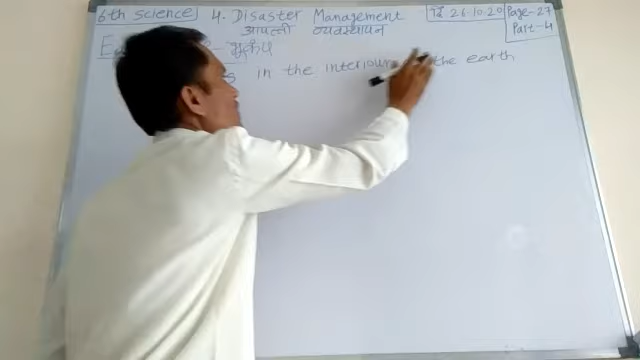 6th Science 4. Disaster Management दि 26.10.20 Page-27
आपत्ती व्यवस्थापन Part-4
भूकंप
in the interiour the earth